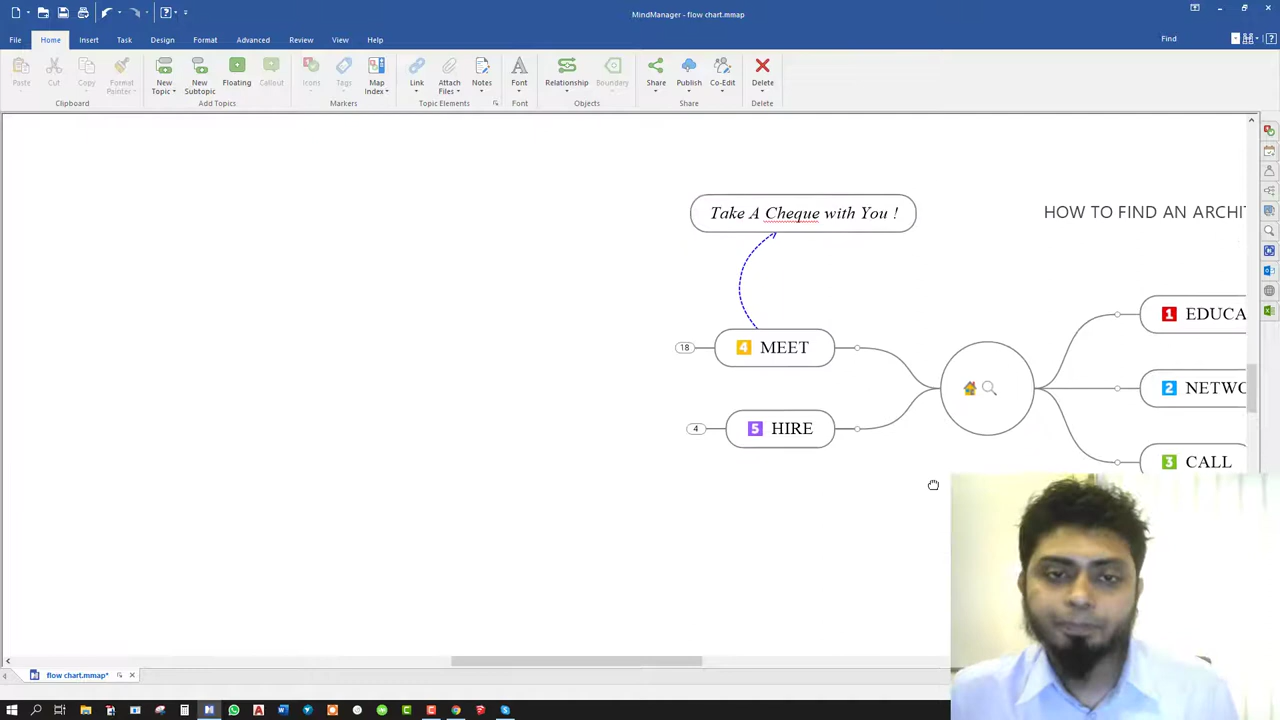 MindManager - flow chart.mmap
File Home Insert Task Design Format Advanced Review View Help Find
Paste Cut Copy Format Painter New Topic New Subtopic Floating Callout Icons Tags Map Index Link Attach Files Notes Font Relationship Boundary Share Publish Co-Edit Delete
Clipboard Add Topics Markers Topic Elements Font Objects Share Delete
Take A Cheque with You !
HOW TO FIND AN ARCHIT
1 EDUCA
18 4 MEET
2 NETWO
4 5 HIRE
3 CALL
flow chart.mmap*